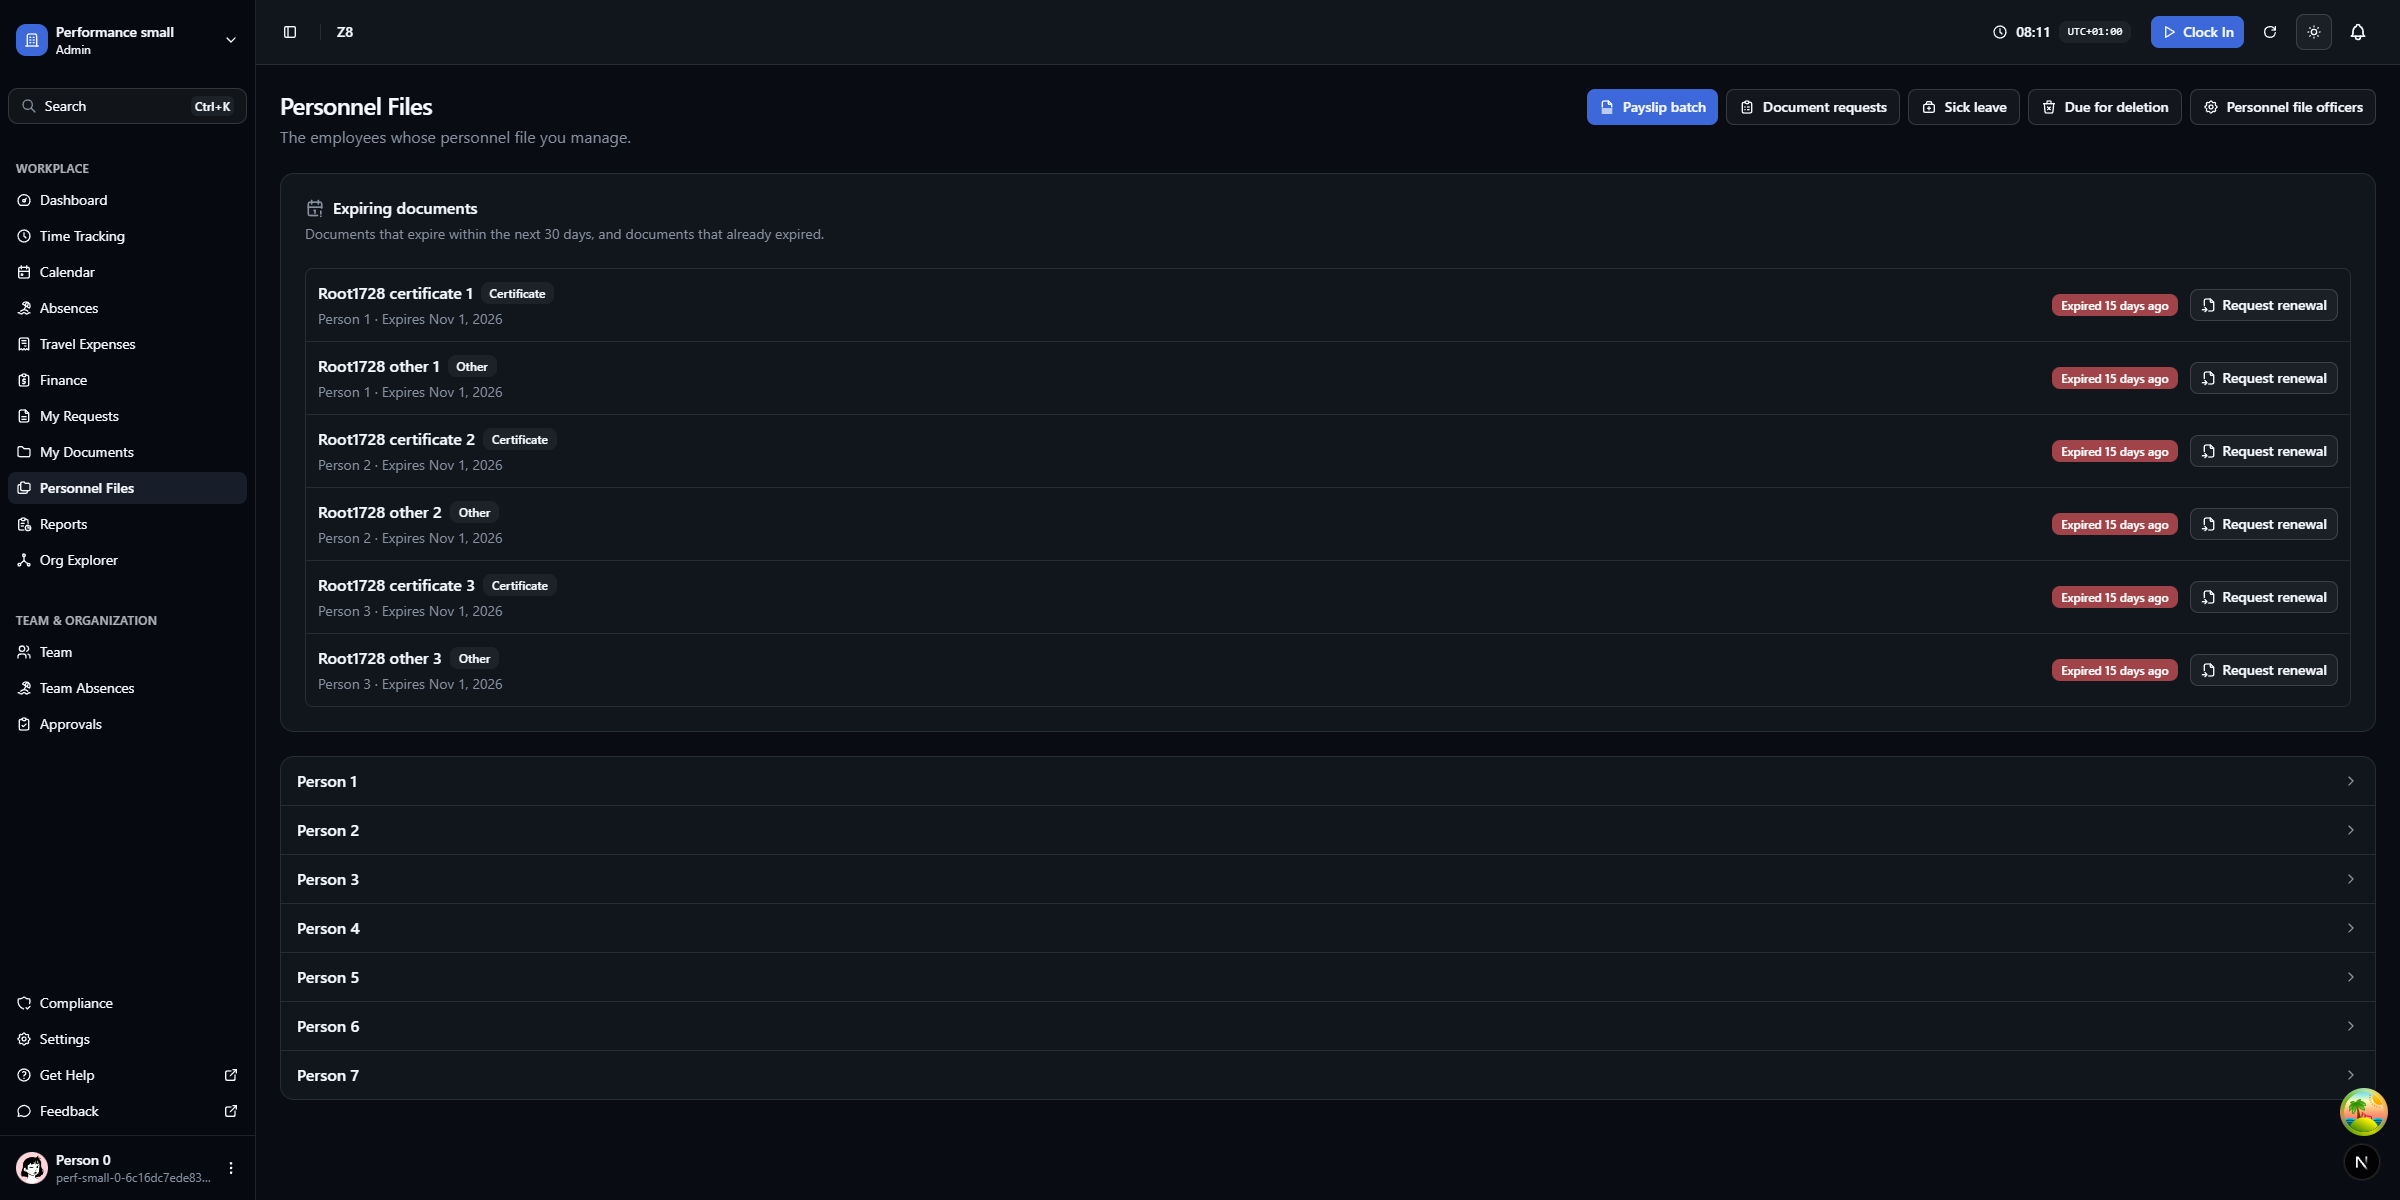 Performance small
Admin
Search
Ctrl+K
WORKPLACE
Dashboard
Time Tracking
Calendar
Absences
Travel Expenses
Finance
My Requests
My Documents
Personnel Files
Reports
Org Explorer
TEAM & ORGANIZATION
Team
Team Absences
Approvals
Compliance
Settings
Get Help
Feedback
Person 0
perf-small-0-6c16dc7ede83...
Z8
08:11
UTC+01:00
Clock In
Personnel Files
The employees whose personnel file you manage.
Payslip batch
Document requests
Sick leave
Due for deletion
Personnel file officers
Expiring documents
Documents that expire within the next 30 days, and documents that already expired.
Root1728 certificate 1 Certificate
Person 1 · Expires Nov 1, 2026
Expired 15 days ago
Request renewal
Root1728 other 1 Other
Person 1 · Expires Nov 1, 2026
Expired 15 days ago
Request renewal
Root1728 certificate 2 Certificate
Person 2 · Expires Nov 1, 2026
Expired 15 days ago
Request renewal
Root1728 other 2 Other
Person 2 · Expires Nov 1, 2026
Expired 15 days ago
Request renewal
Root1728 certificate 3 Certificate
Person 3 · Expires Nov 1, 2026
Expired 15 days ago
Request renewal
Root1728 other 3 Other
Person 3 · Expires Nov 1, 2026
Expired 15 days ago
Request renewal
Person 1
Person 2
Person 3
Person 4
Person 5
Person 6
Person 7
N